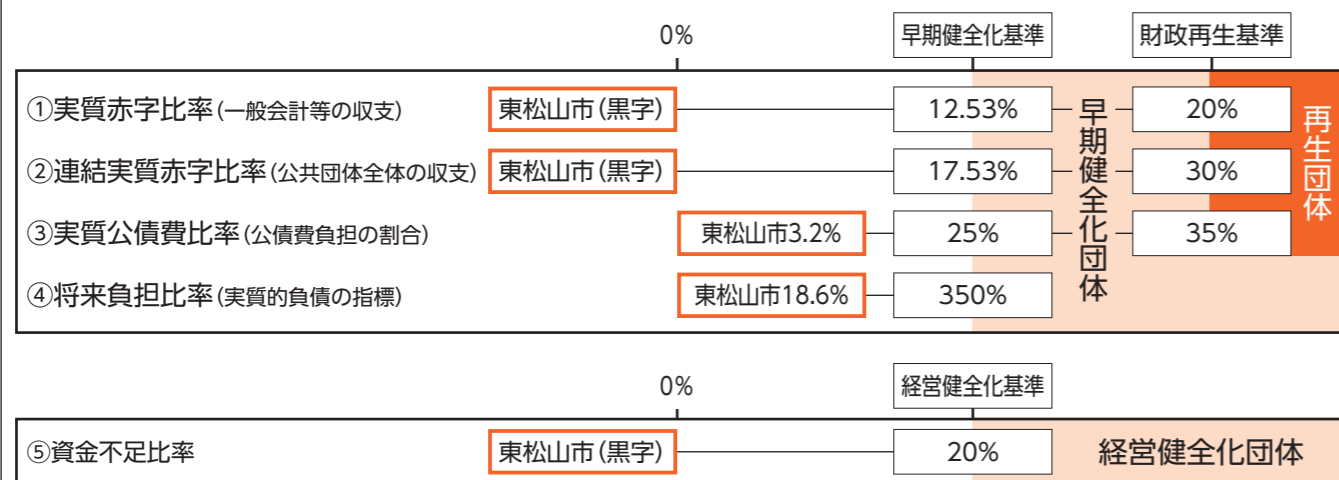 0% 早期健全化基準 財政再生基準
①実質赤字比率(一般会計等の収支) 東松山市(黒字) 12.53% 20%
②連結実質赤字比率(公共団体全体の収支) 東松山市(黒字) 17.53% 30%
③実質公債費比率(公債費負担の割合) 東松山市3.2% 25% 35%
④将来負担比率(実質的負債の指標) 東松山市18.6% 350%
早期健全化団体
再生団体
0% 経営健全化基準
⑤資金不足比率 東松山市(黒字) 20% 経営健全化団体